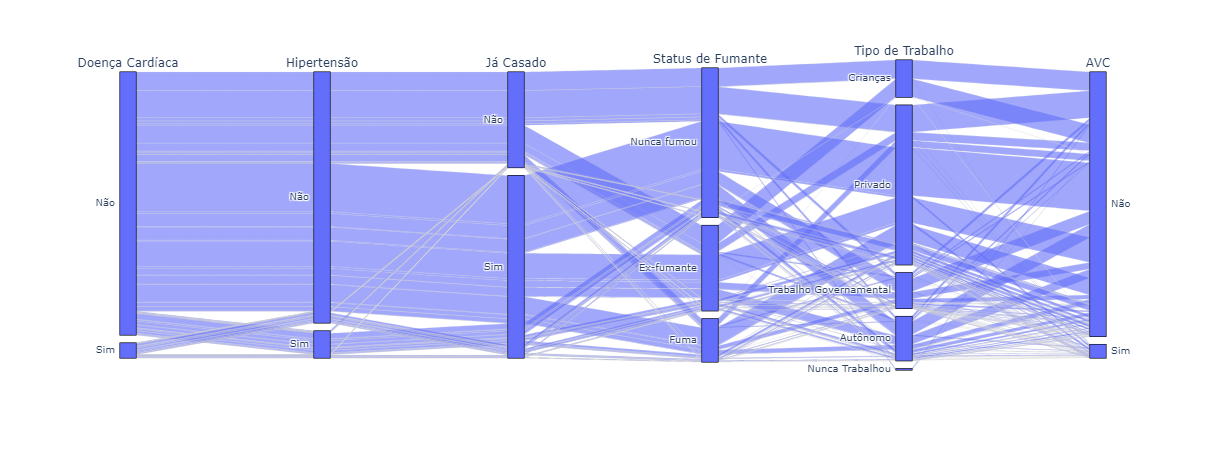 Doença Cardíaca
Não
Sim
Hipertensão
Não
Sim
Já Casado
Não
Sim
Status de Fumante
Nunca fumou
Ex-fumante
Fuma
Tipo de Trabalho
Crianças
Privado
Trabalho Governamental
Autônomo
Nunca Trabalhou
AVC
Não
Sim